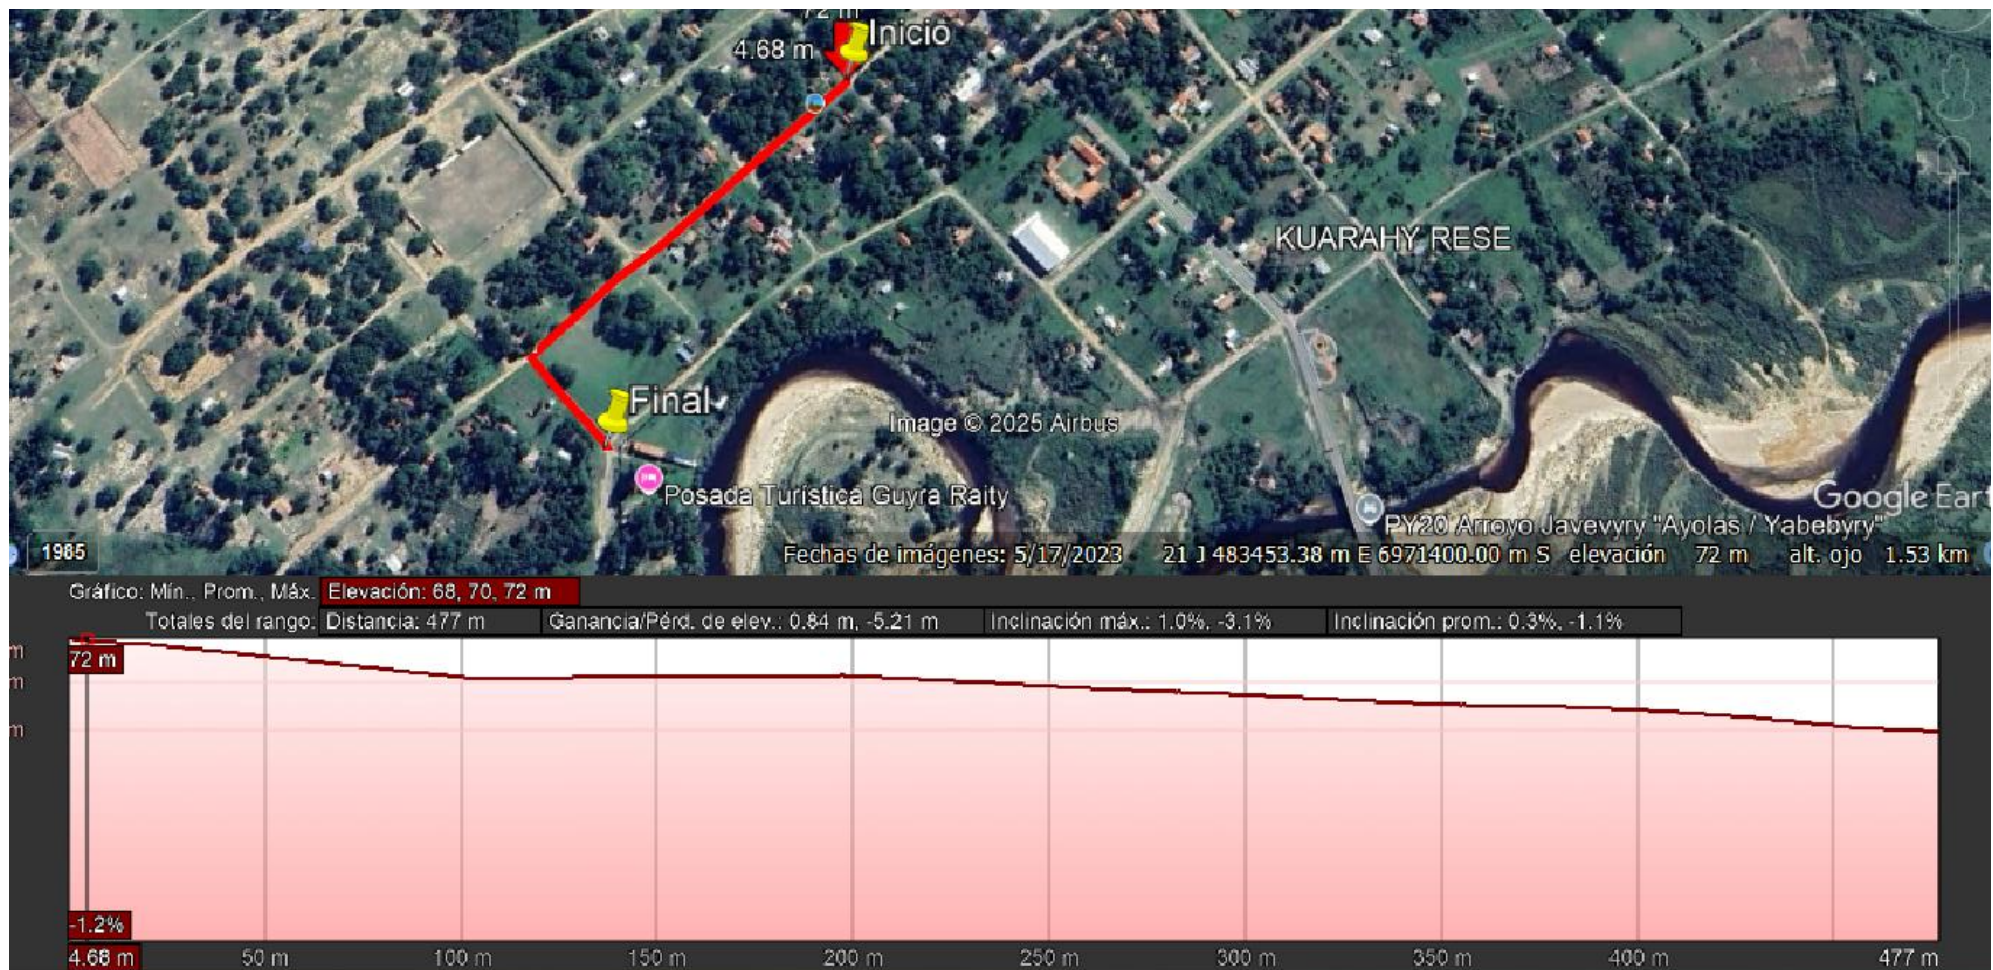 72 m
Inicio
4.68 m
KUARAHY RESE
Final
Image © 2025 Airbus
Posada Turística Guyra Raity
Google Eart
PY20 Arroyo Javevyry "Ayolas / Yabebyry"
1985
Fechas de imágenes: 5/17/2023 21 J 483453.38 m E 6971400.00 m S elevación 72 m alt. ojo 1.53 km
Gráfico: Mín., Prom., Máx. Elevación: 68, 70, 72 m
Totales del rango: Distancia: 477 m Ganancia/Pérd. de elev.: 0.84 m, -5.21 m Inclinación máx.: 1.0%, -3.1% Inclinación prom.: 0.3%, -1.1%
m
72 m
m
m
-1.2%
4.68 m 50 m 100 m 150 m 200 m 250 m 300 m 350 m 400 m 477 m